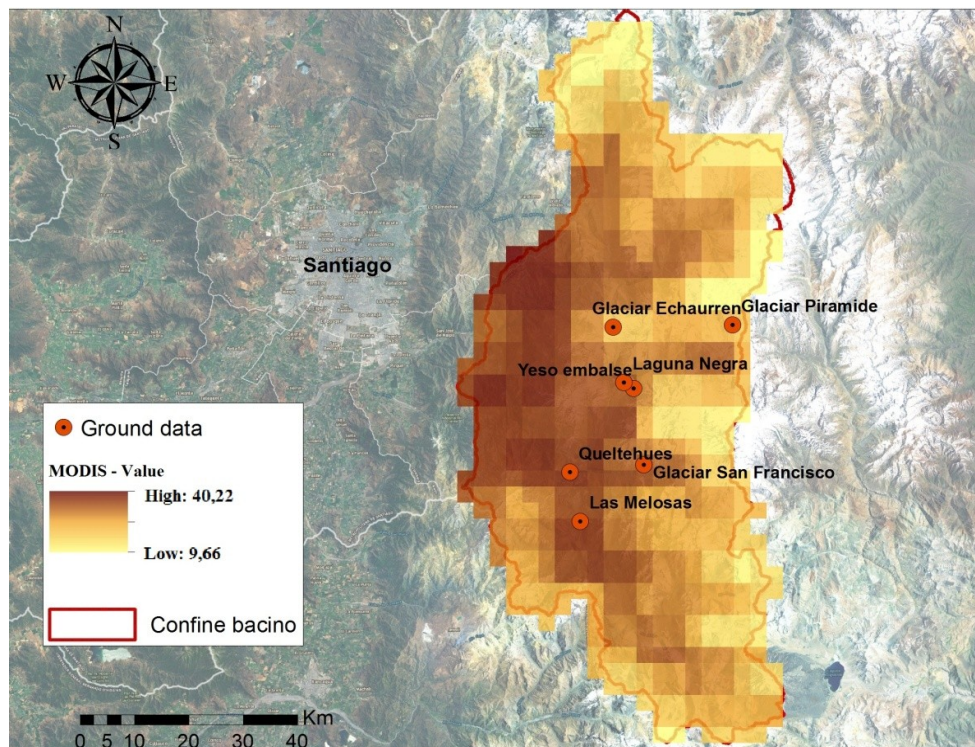 N
W E
S
Santiago
Glaciar Echaurren
Glaciar Piramide
Yeso embalse
Laguna Negra
Queltehues
Glaciar San Francisco
Las Melosas
Ground data
MODIS - Value
High: 40,22
Low: 9,66
Confine bacino
Km
0 5 10 20 30 40